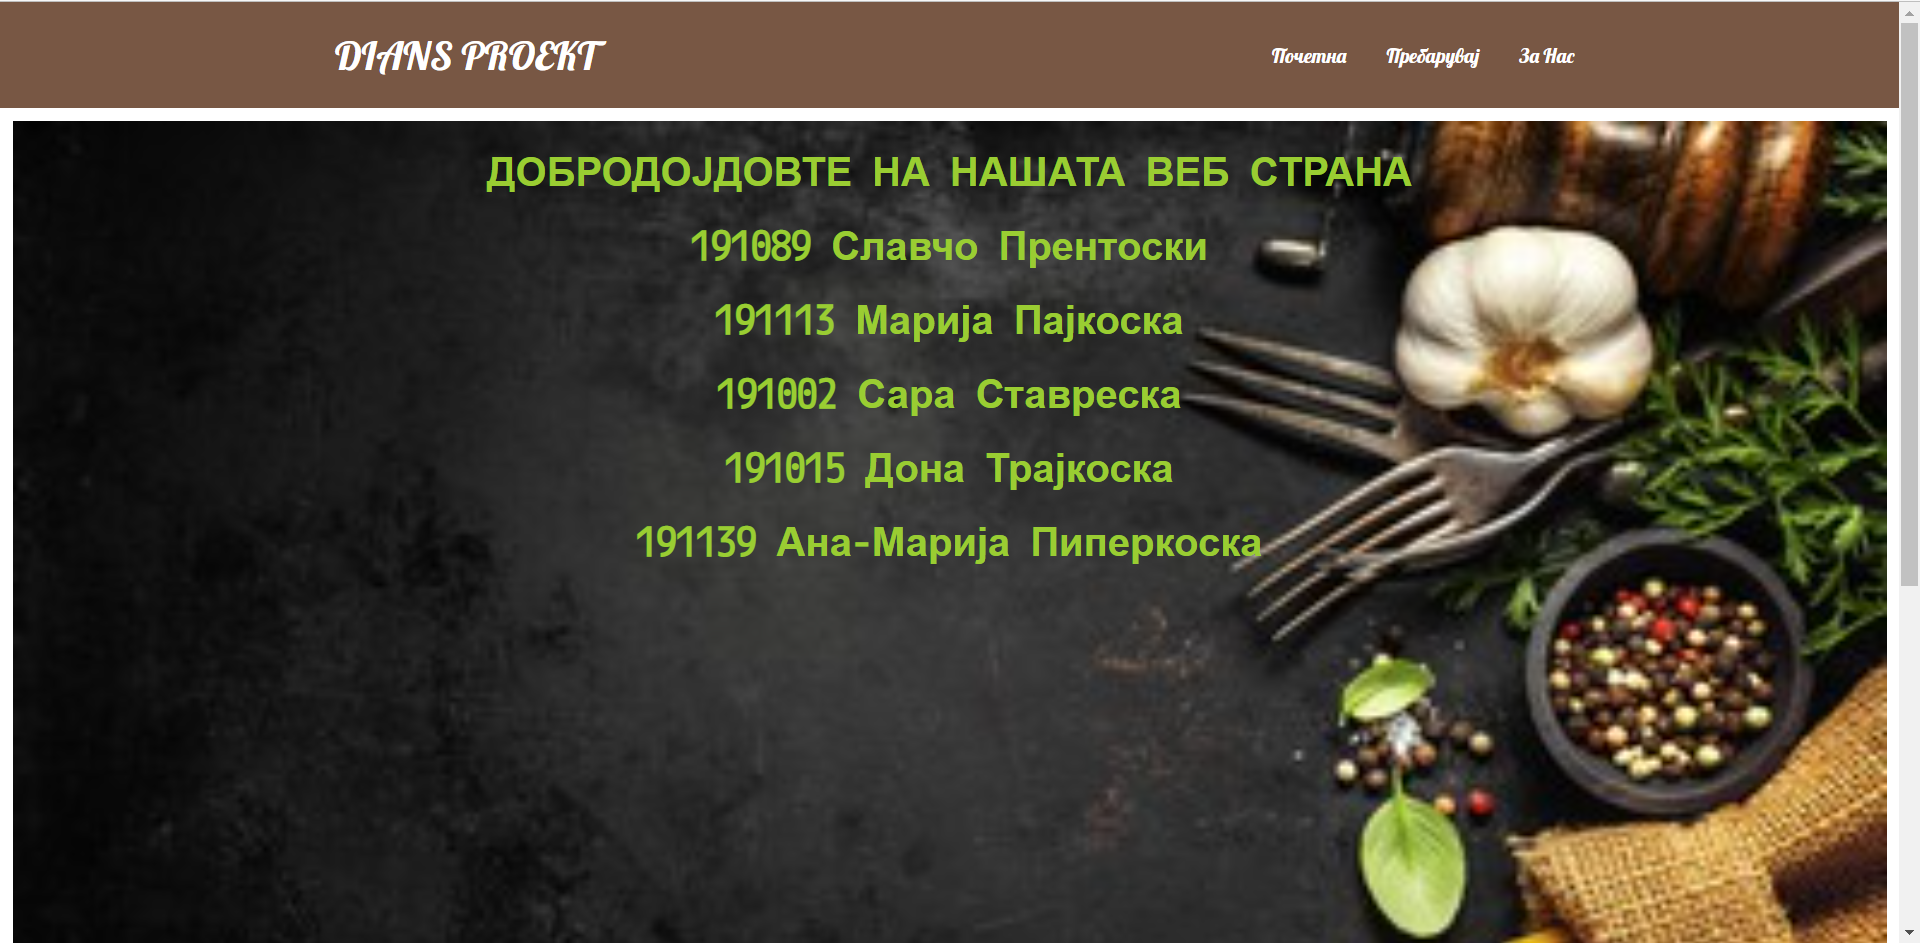 DIANS PROEKT
Почетна Пребарувај За Нас
ДОБРОДОЈДОВТЕ НА НАШАТА ВЕБ СТРАНА
191089 Славчо Прентоски
191113 Марија Пајкоска
191002 Сара Ставреска
191015 Дона Трајкоска
191139 Ана-Марија Пиперкоска